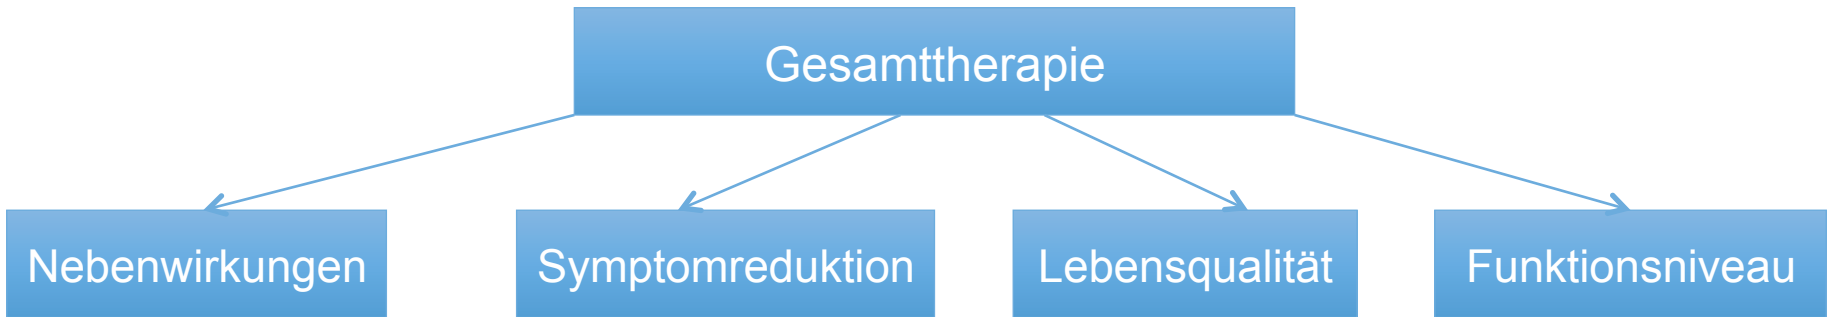 Gesamttherapie
Nebenwirkungen
Symptomreduktion
Lebensqualität
Funktionsniveau